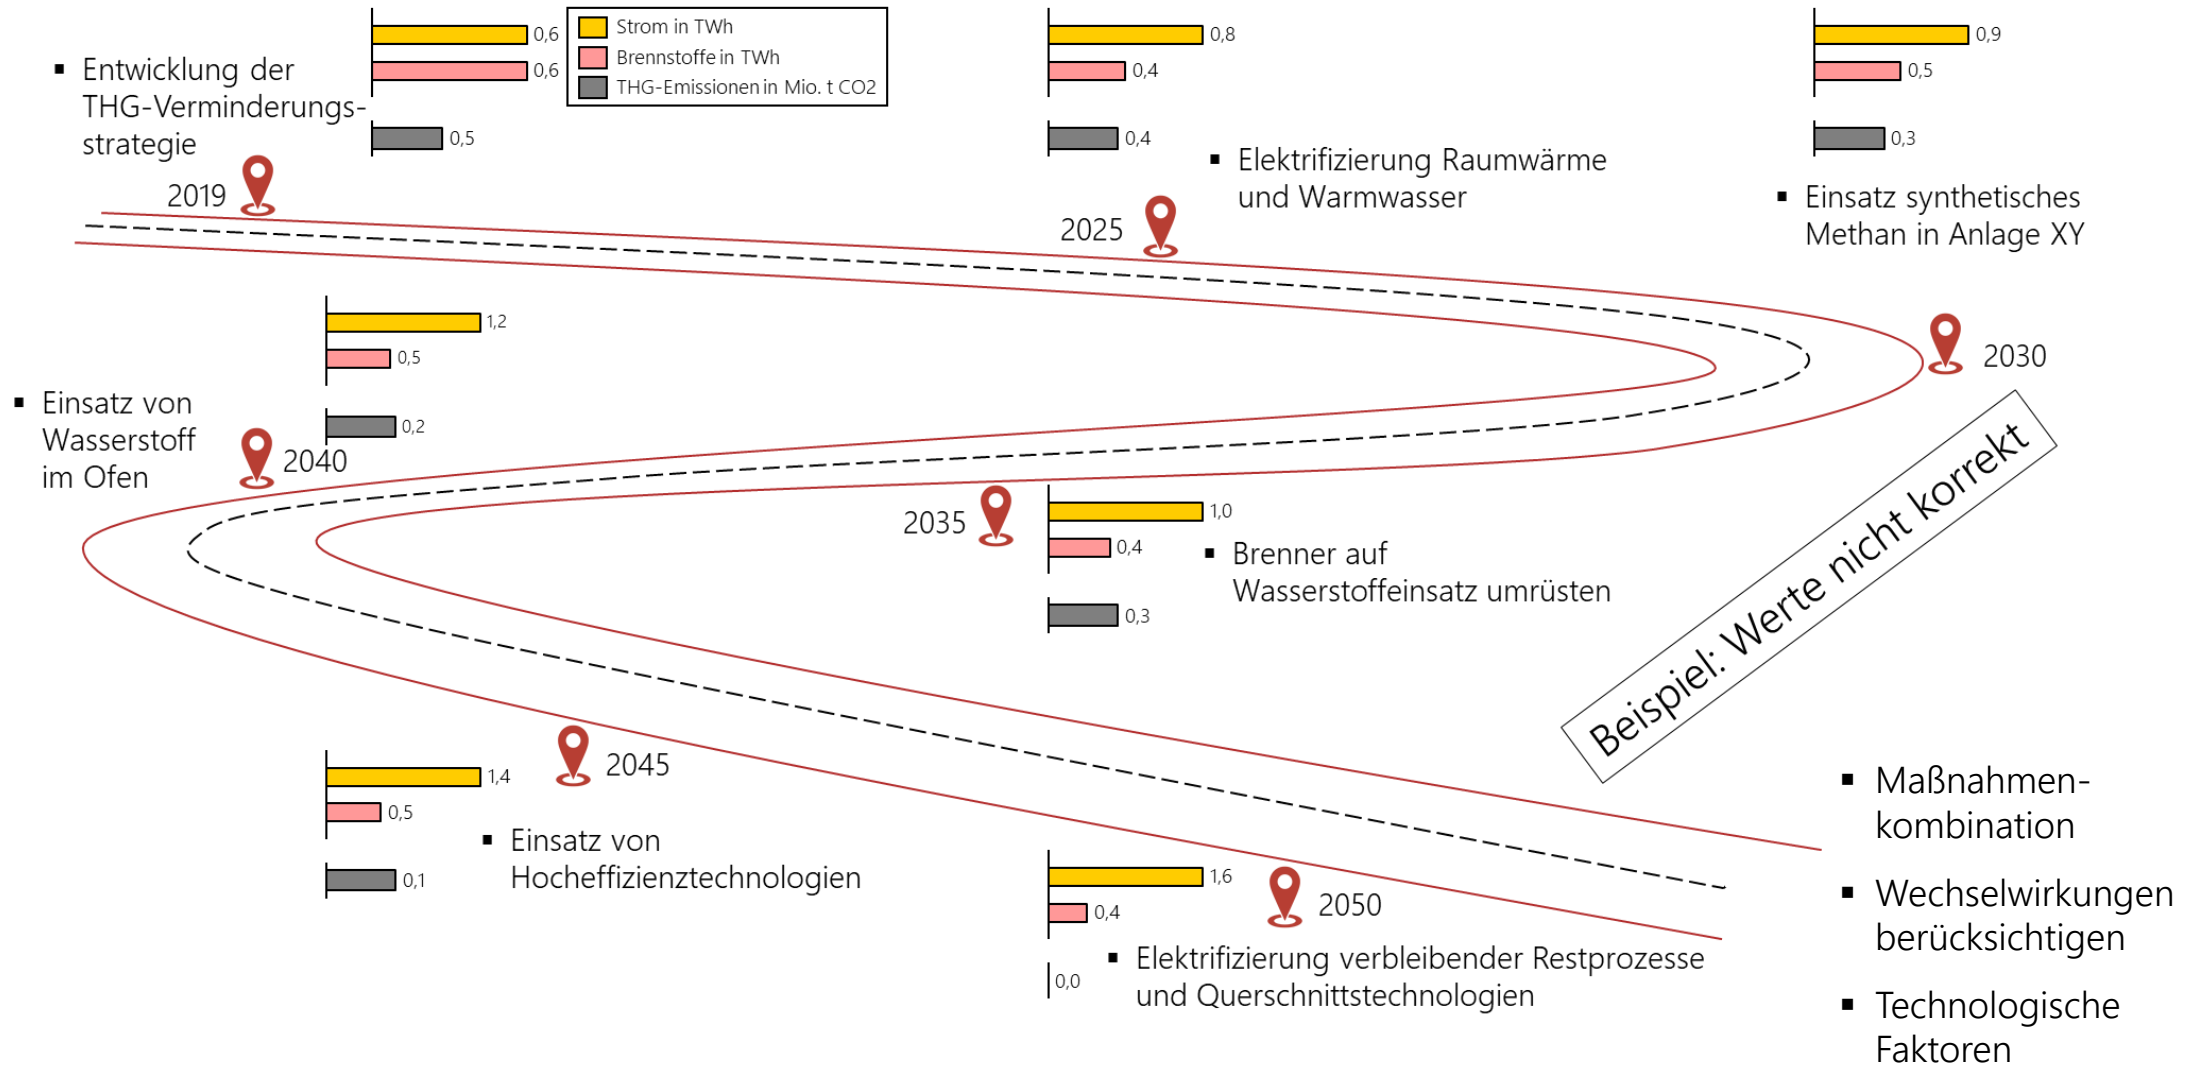 ▪ Entwicklung der
THG-Verminderungs-
strategie
2019
0,6
0,6
0,5
Strom in TWh
Brennstoffe in TWh
THG-Emissionen in Mio. t CO2
0,8
0,4
0,4
▪ Elektrifizierung Raumwärme
und Warmwasser
2025
0,9
0,5
0,3
▪ Einsatz synthetisches
Methan in Anlage XY
2030
1,0
0,4
0,3
2035
▪ Brenner auf
Wasserstoffeinsatz umrüsten
1,2
0,5
0,2
▪ Einsatz von
Wasserstoff
im Ofen
2040
1,4
0,5
0,1
2045
▪ Einsatz von
Hocheffizienztechnologien
1,6
0,4
0,0
2050
▪ Elektrifizierung verbleibender Restprozesse
und Querschnittstechnologien
Beispiel: Werte nicht korrekt
▪ Maßnahmen-
kombination
▪ Wechselwirkungen
berücksichtigen
▪ Technologische
Faktoren